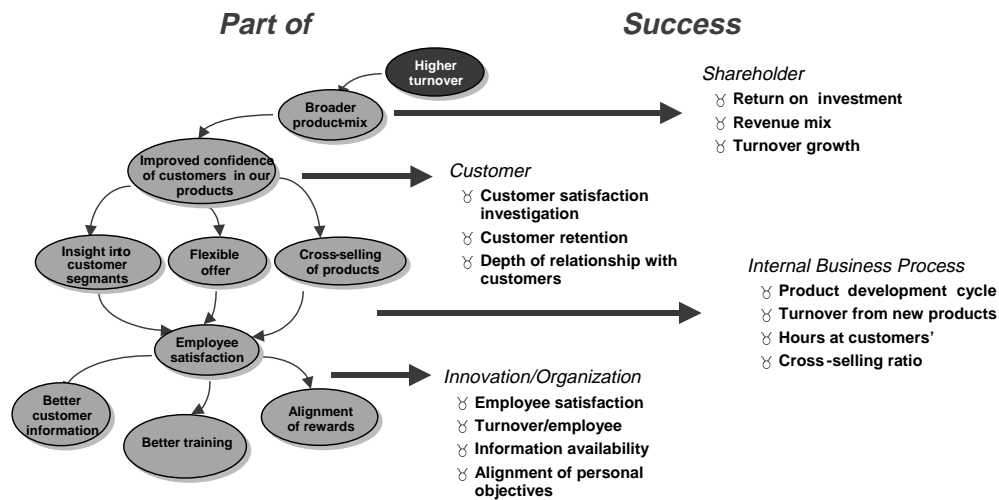 Part of
Success
Higher
turnover
Broader
product-mix
Improved confidence
of customers in our
products
Insight into
customer
segmants
Flexible
offer
Cross-selling
of products
Employee
satisfaction
Better
customer
information
Better training
Alignment
of rewards
Shareholder
Return on investment
Revenue mix
Turnover growth
Customer
Customer satisfaction
investigation
Customer retention
Depth of relationship with
customers
Internal Business Process
Product development cycle
Turnover from new products
Hours at customers’
Cross-selling ratio
Innovation/Organization
Employee satisfaction
Turnover/employee
Information availability
Alignment of personal
objectives